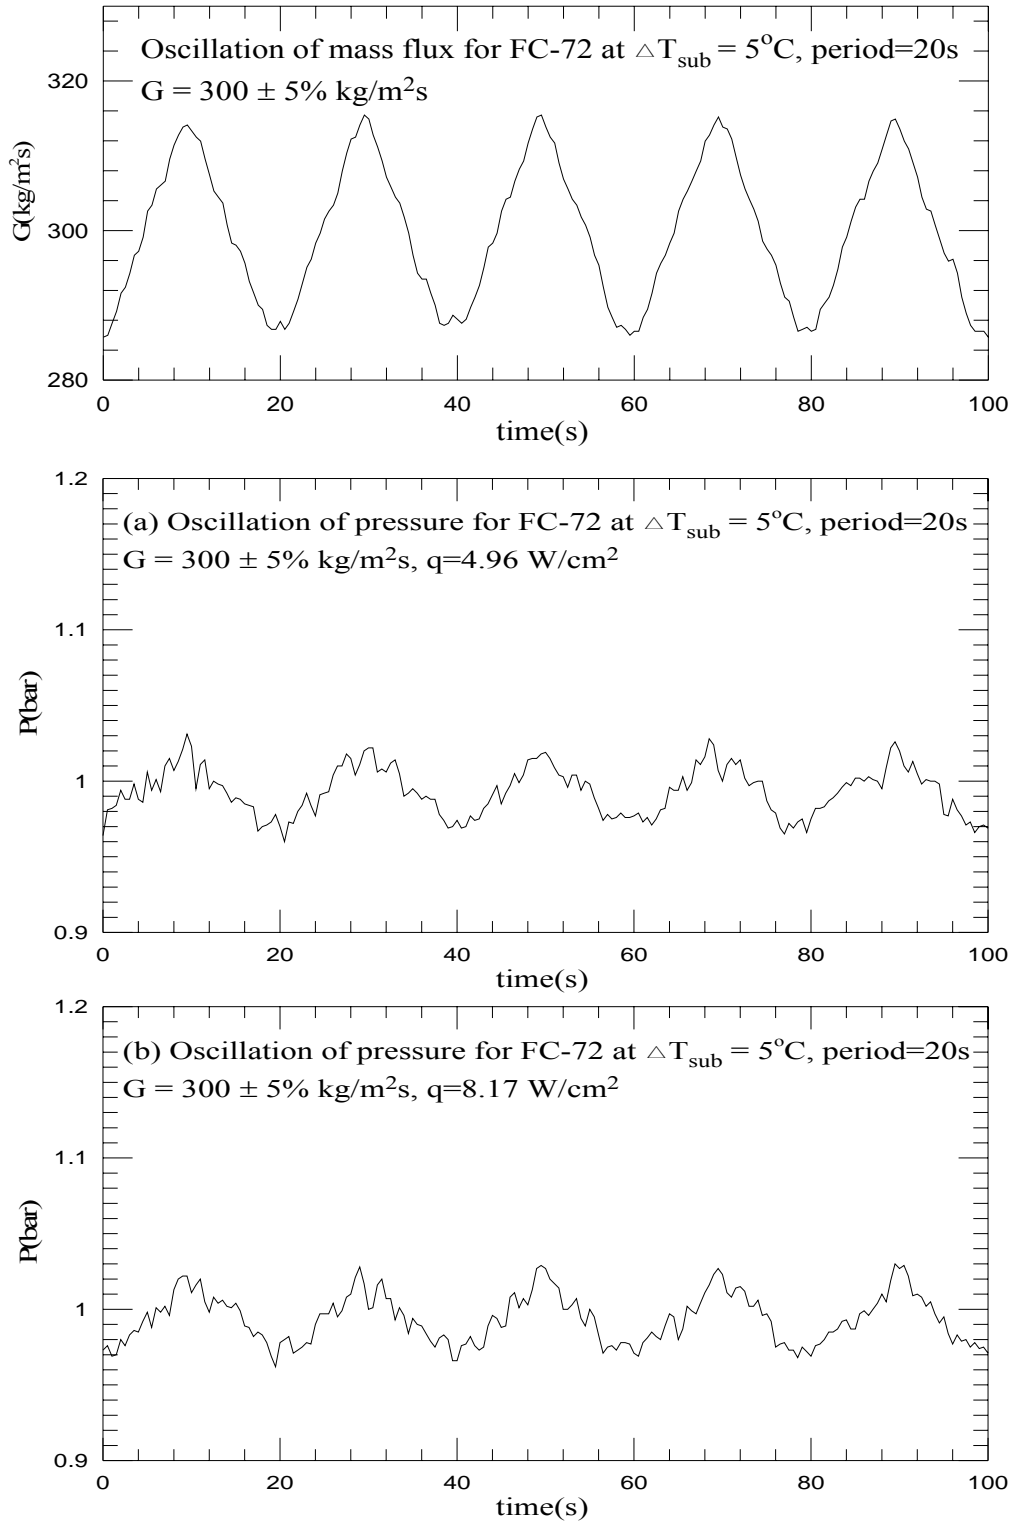 Oscillation of mass flux for FC-72 at △Tsub = 5°C, period=20s
G = 300 ± 5% kg/m²s
G(kg/m²s)
320
300
280
0 20 40 60 80 100
time(s)
(a) Oscillation of pressure for FC-72 at △Tsub = 5°C, period=20s
G = 300 ± 5% kg/m²s, q=4.96 W/cm²
P(bar)
1.2
1.1
1
0.9
0 20 40 60 80 100
time(s)
(b) Oscillation of pressure for FC-72 at △Tsub = 5°C, period=20s
G = 300 ± 5% kg/m²s, q=8.17 W/cm²
P(bar)
1.2
1.1
1
0.9
0 20 40 60 80 100
time(s)